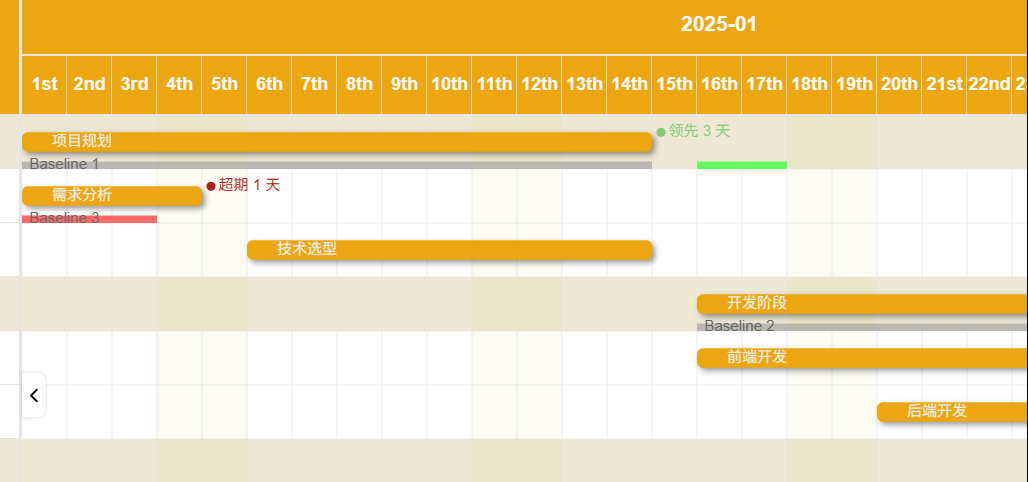 2025-01
1st 2nd 3rd 4th 5th 6th 7th 8th 9th 10th 11th 12th 13th 14th 15th 16th 17th 18th 19th 20th 21st 22nd
项目规划 领先 3 天
Baseline 1
需求分析 超期 1 天
Baseline 3
技术选型
开发阶段
Baseline 2
前端开发
后端开发